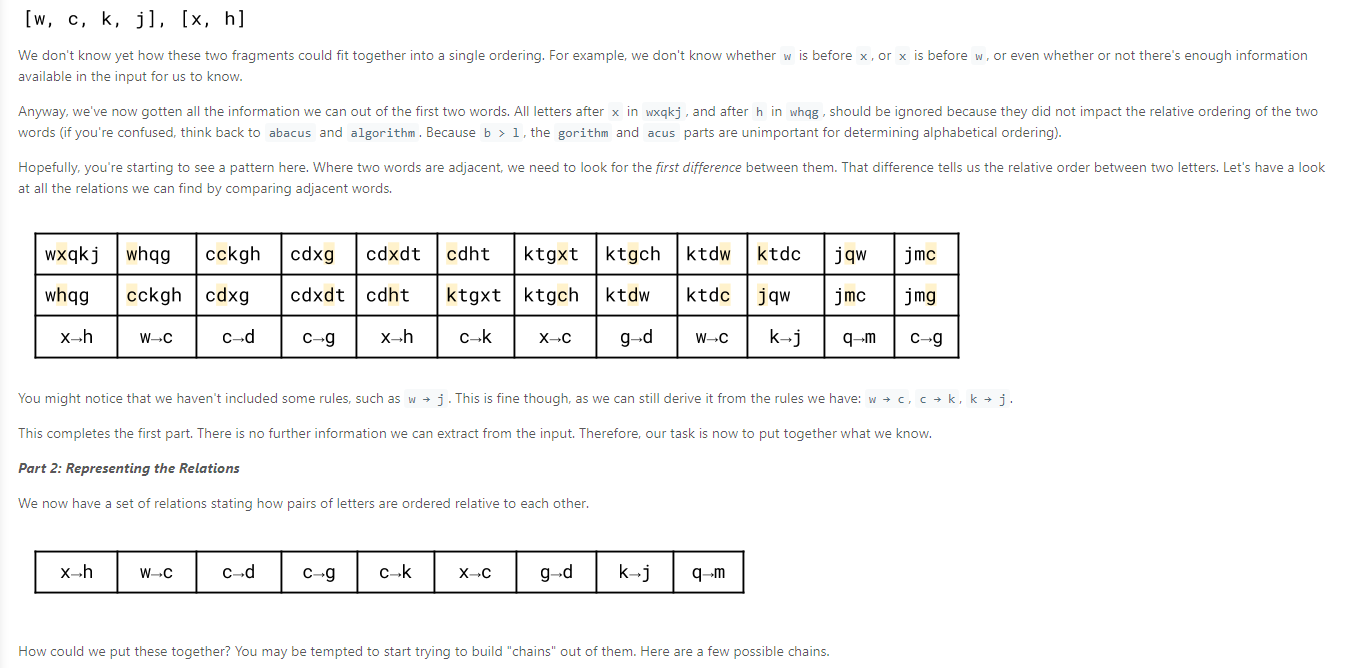 [w, c, k, j], [x, h]
We don't know yet how these two fragments could fit together into a single ordering. For example, we don't know whether w is before x, or x is before w, or even whether or not there's enough information
available in the input for us to know.
Anyway, we've now gotten all the information we can out of the first two words. All letters after x in wxqkj, and after h in whqg, should be ignored because they did not impact the relative ordering of the two
words (if you're confused, think back to abacus and algorithm. Because b > l, the gorithm and acus parts are unimportant for determining alphabetical ordering).
Hopefully, you're starting to see a pattern here. Where two words are adjacent, we need to look for the first difference between them. That difference tells us the relative order between two letters. Let's have a look
at all the relations we can find by comparing adjacent words.
wxqkj whqg cckgh cdxg cdxdt cdht ktgxt ktgch ktdw ktdc jqw jmc
whqg cckgh cdxg cdxdt cdht ktgxt ktgch ktdw ktdc jqw jmc jmg
x→h w→c c→d c→g x→h c→k x→c g→d w→c k→j q→m c→g
You might notice that we haven't included some rules, such as w → j. This is fine though, as we can still derive it from the rules we have: w → c, c → k, k → j.
This completes the first part. There is no further information we can extract from the input. Therefore, our task is now to put together what we know.
Part 2: Representing the Relations
We now have a set of relations stating how pairs of letters are ordered relative to each other.
x→h w→c c→d c→g c→k x→c g→d k→j q→m
How could we put these together? You may be tempted to start trying to build "chains" out of them. Here are a few possible chains.